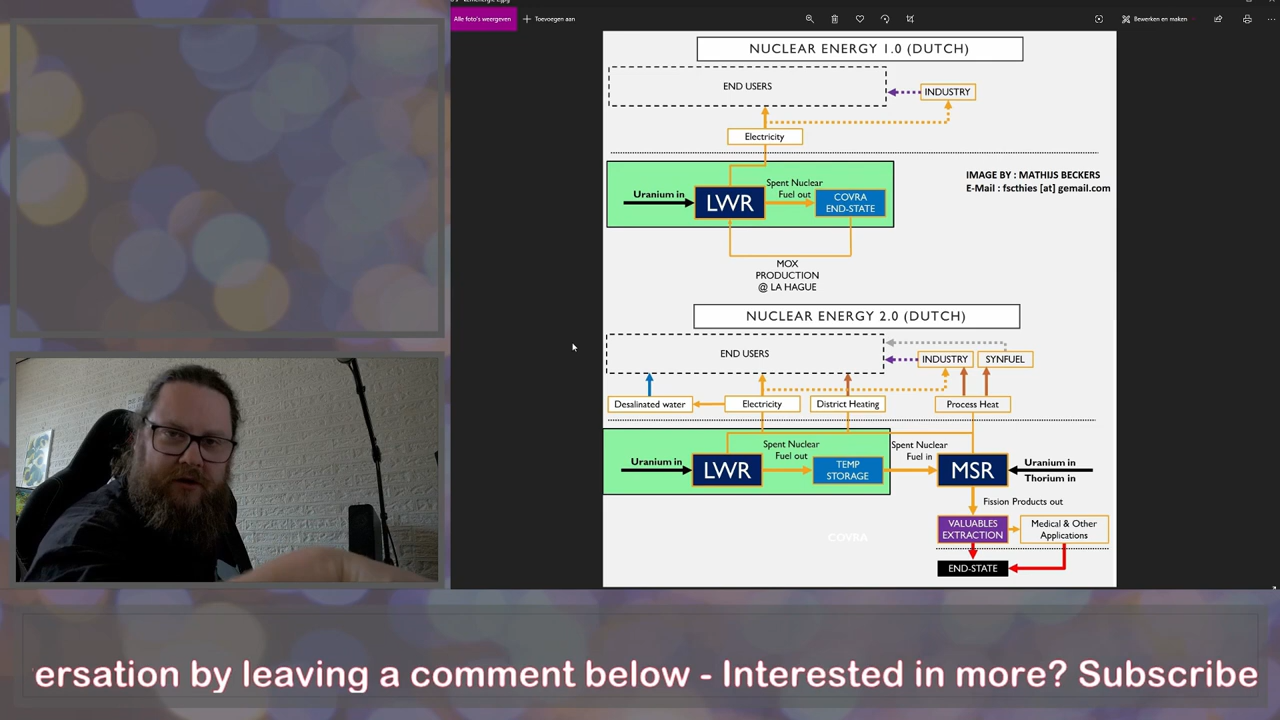 Alle foto's weergeven
Toevoegen aan
Bewerken en maken
NUCLEAR ENERGY 1.0 (DUTCH)
END USERS
INDUSTRY
Electricity
IMAGE BY : MATHIJS BECKERS
E-Mail : fscthies [at] gemail.com
Uranium in
LWR
Spent Nuclear
Fuel out
COVRA
END-STATE
MOX
PRODUCTION
@ LA HAGUE
NUCLEAR ENERGY 2.0 (DUTCH)
END USERS
INDUSTRY
SYNFUEL
Desalinated water
Electricity
District Heating
Process Heat
Uranium in
LWR
Spent Nuclear
Fuel out
TEMP
STORAGE
Spent Nuclear
Fuel in
MSR
Uranium in
Thorium in
Fission Products out
VALUABLES
EXTRACTION
Medical & Other
Applications
COVRA
END-STATE
ersation by leaving a comment below - Interested in more? Subscribe